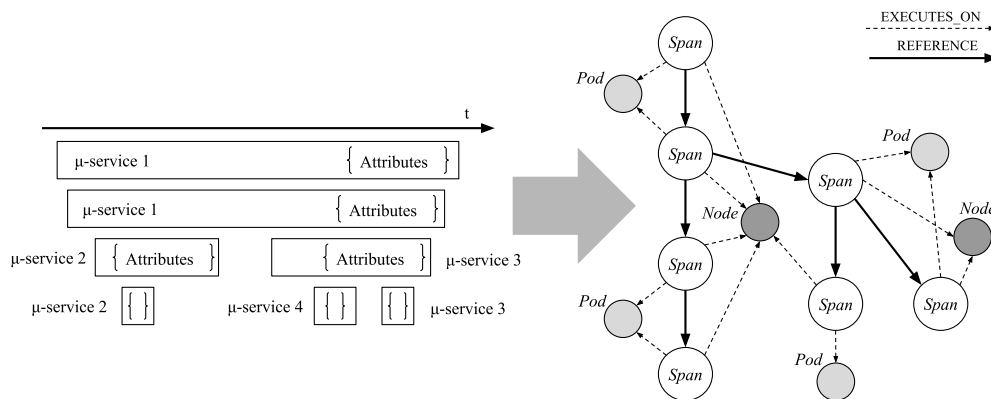 t
μ-service 1 { Attributes }
μ-service 1 { Attributes }
μ-service 2 { Attributes } { Attributes } μ-service 3
μ-service 2 { } μ-service 4 { } { } μ-service 3
EXECUTES_ON
REFERENCE
Span
Pod
Span
Pod
Span
Node
Node
Span
Pod
Span
Span
Span
Pod